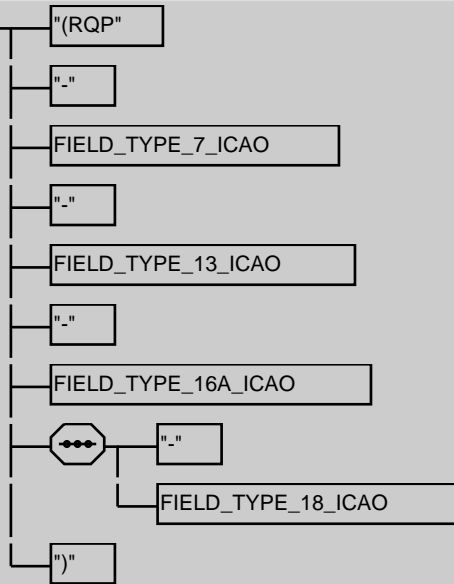 "(RQP"
"-"
FIELD_TYPE_7_ICAO
"-"
FIELD_TYPE_13_ICAO
"-"
FIELD_TYPE_16A_ICAO
"-"
FIELD_TYPE_18_ICAO
")"